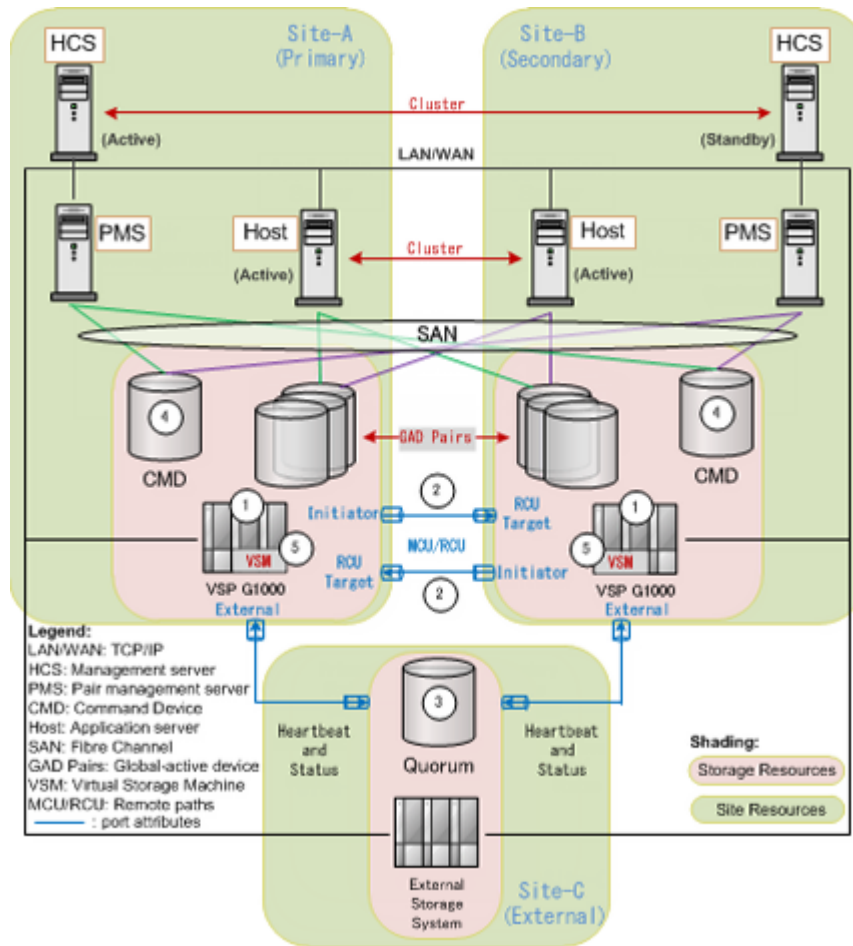 HCS
Site-A
(Primary)
Site-B
(Secondary)
HCS
Cluster
(Active)
(Standby)
LAN/WAN
PMS
Host
(Active)
Cluster
Host
(Active)
PMS
SAN
4
CMD
GAD Pairs
4
CMD
1
5
VSM
VSP G1000
External
Initiator
2
RCU
Target
MCU/RCU
RCU
Target
2
Initiator
1
5
VSM
VSP G1000
External
Legend:
LAN/WAN: TCP/IP
HCS: Management server
PMS: Pair management server
CMD: Command Device
Host: Application server
SAN: Fibre Channel
GAD Pairs: Global-active device
VSM: Virtual Storage Machine
MCU/RCU: Remote paths
: port attributes
Heartbeat
and
Status
3
Quorum
Heartbeat
and
Status
External
Storage
System
Site-C
(External)
Shading:
Storage Resources
Site Resources